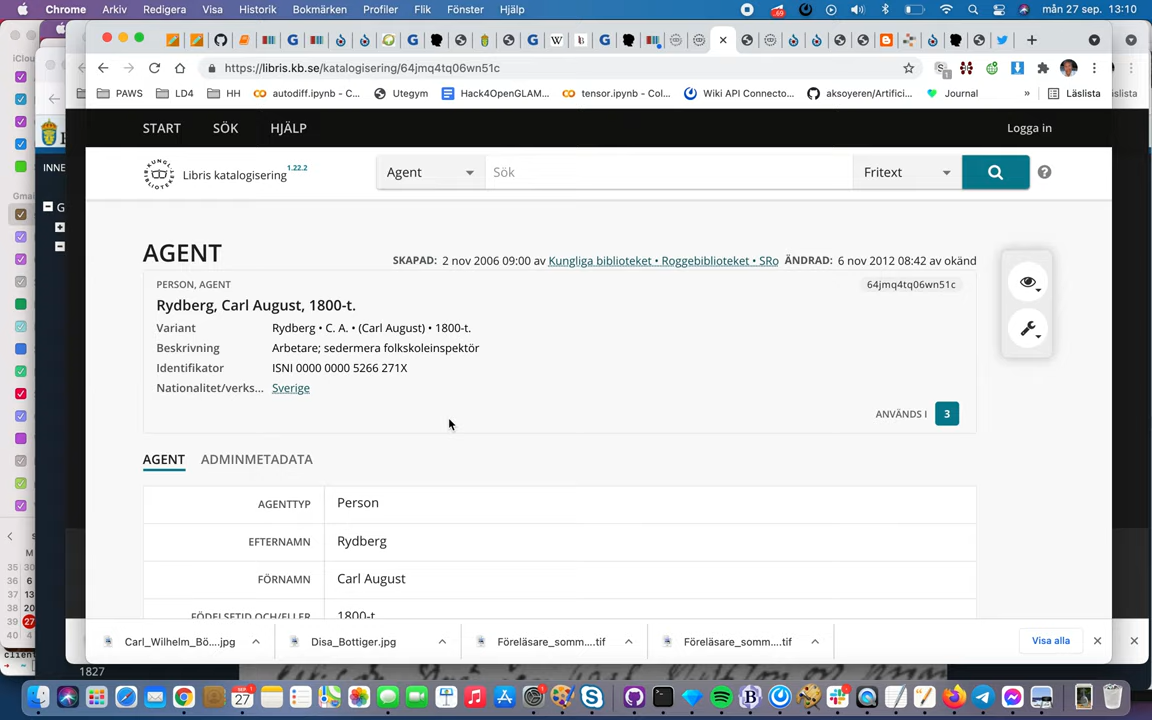 Chrome Arkiv Redigera Visa Historik Bokmärken Profiler Flik Fönster Hjälp mån 27 sep. 13:10
https://libris.kb.se/katalogisering/64jmq4tq06wn51c
PAWS LD4 HH autodiff.ipynb - C... Utegym Hack4OpenGLAM... tensor.ipynb - Col... Wiki API Connecto... aksoyeren/Artifici... Journal » Läslista
START SÖK HJÄLP Logga in
Libris katalogisering 1.22.2
Agent Sök Fritext
AGENT
SKAPAD: 2 nov 2006 09:00 av Kungliga biblioteket • Roggebiblioteket • SRo ÄNDRAD: 6 nov 2012 08:42 av okänd
PERSON, AGENT 64jmq4tq06wn51c
Rydberg, Carl August, 1800-t.
Variant Rydberg • C. A. • (Carl August) • 1800-t.
Beskrivning Arbetare; sedermera folkskoleinspektör
Identifikator ISNI 0000 0000 5266 271X
Nationalitet/verks... Sverige
ANVÄNDS I 3
AGENT ADMINMETADATA
AGENTTYP Person
EFTERNAMN Rydberg
FÖRNAMN Carl August
FÖDELSETID OCH/ELLER 1800-t
Carl_Wilhelm_Bö....jpg Disa_Bottiger.jpg Föreläsare_somm....tif Föreläsare_somm....tif Visa alla
1827